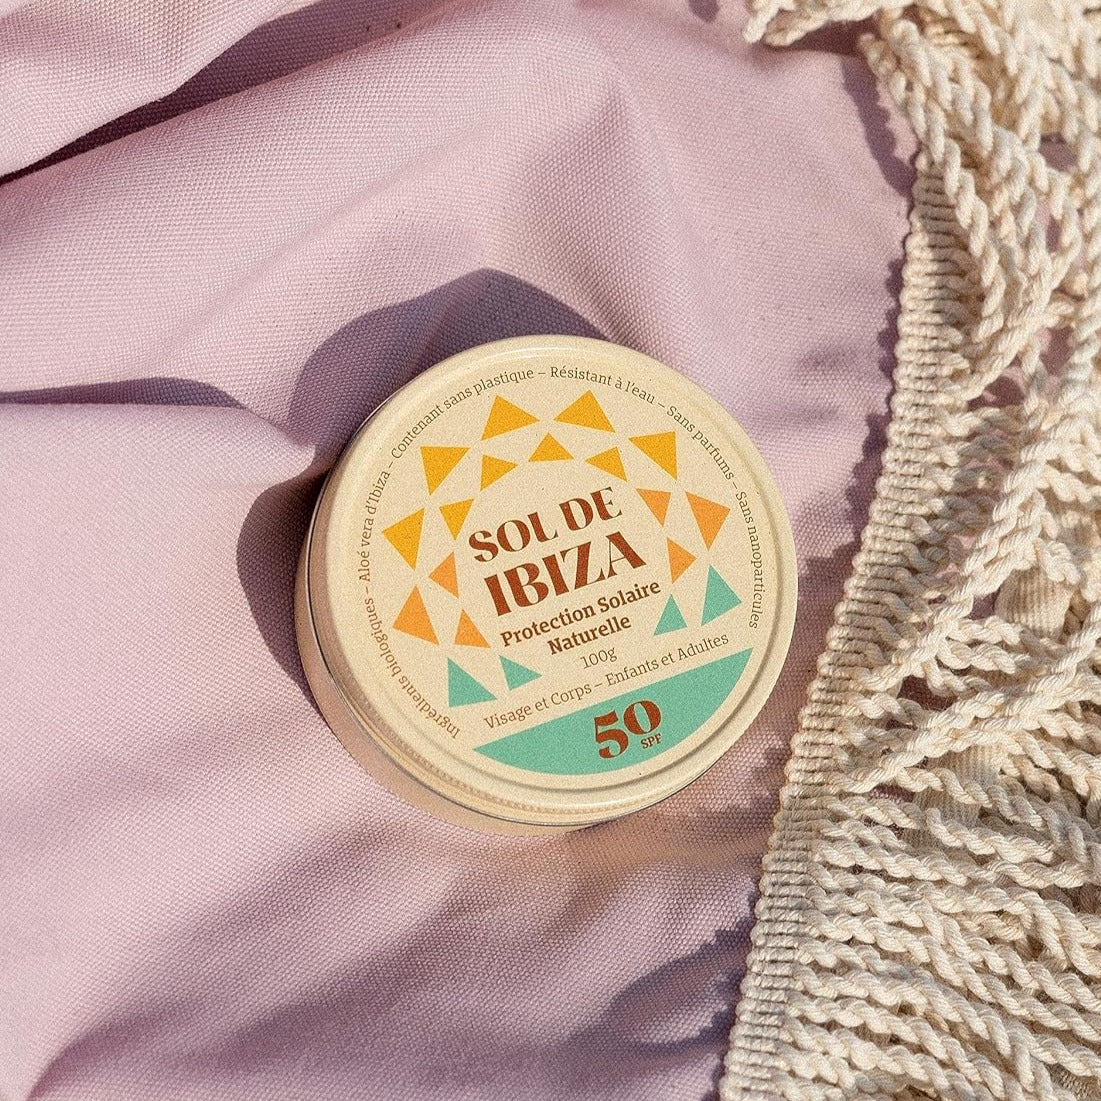 Ingrédients biologiques – Aloé vera d'Ibiza – Contenant sans plastique – Résistant à l'eau – Sans parfums – Sans nanoparticules
SOL DE
IBIZA
Protection Solaire
Naturelle
100g
Visage et Corps – Enfants et Adultes
50
SPF